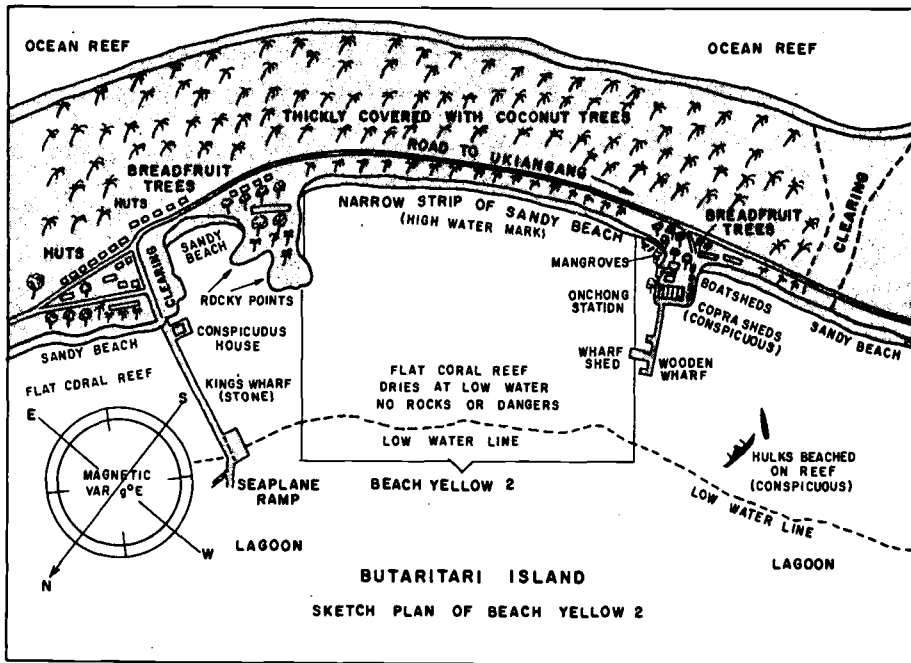 OCEAN REEF
OCEAN REEF
THICKLY COVERED WITH COCONUT TREES
ROAD TO UKIANGANG
BREADFRUIT
TREES
HUTS
HUTS
CLEARING
SANDY
BEACH
ROCKY POINTS
NARROW STRIP OF SANDY BEACH
(HIGH WATER MARK)
BREADFRUIT
TREES
CLEARING
MANGROVES
ONCHONG
STATION
BOATSHEDS
COPRA SHEDS
(CONSPICUOUS)
SANDY BEACH
SANDY BEACH
CONSPICUDUS
HOUSE
FLAT CORAL REEF
KING'S WHARF
(STONE)
WHARF
SHED
WOODEN
WHARF
FLAT CORAL REEF
DRIES AT LOW WATER
NO ROCKS OR DANGERS
LOW WATER LINE
HULKS BEACHED
ON REEF
(CONSPICUOUS)
LOW WATER LINE
SEAPLANE
RAMP
BEACH YELLOW 2
E
S
MAGNETIC
VAR 9°E
W
N
LAGOON
LAGOON
BUTARITARI ISLAND
SKETCH PLAN OF BEACH YELLOW 2